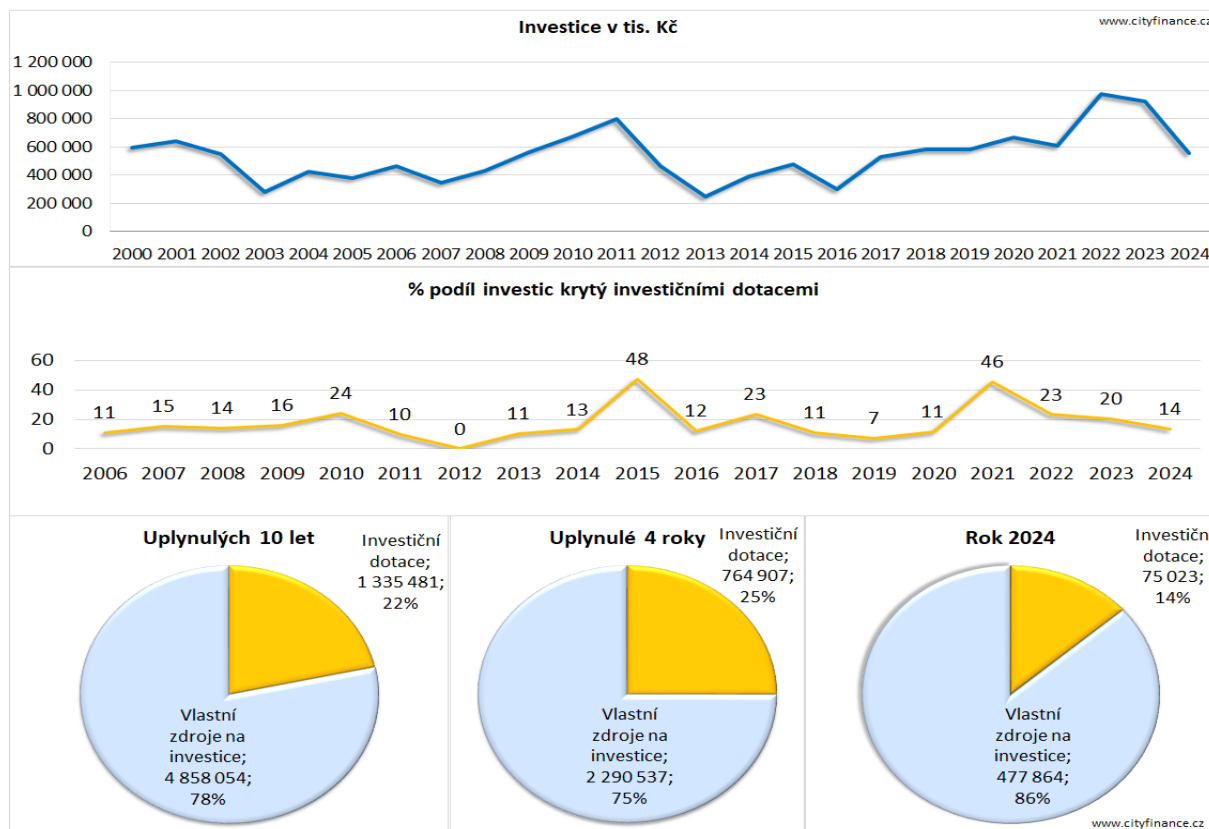 Investice v tis. Kč
www.cityfinance.cz
1 200 000
1 000 000
800 000
600 000
400 000
200 000
0
2000 2001 2002 2003 2004 2005 2006 2007 2008 2009 2010 2011 2012 2013 2014 2015 2016 2017 2018 2019 2020 2021 2022 2023 2024
% podíl investic krytý investičními dotacemi
60
40
20
0
11 15 14 16 24 10 0 11 13 48 12 23 11 7 11 46 23 20 14
2006 2007 2008 2009 2010 2011 2012 2013 2014 2015 2016 2017 2018 2019 2020 2021 2022 2023 2024
Uplynulých 10 let
Investiční
dotace;
1 335 481;
22%
Vlastní
zdroje na
investice;
4 858 054;
78%
Uplynulé 4 roky
Investiční
dotace;
764 907;
25%
Vlastní
zdroje na
investice;
2 290 537;
75%
Rok 2024
Investiční
dotace;
75 023;
14%
Vlastní
zdroje na
investice;
477 864;
86%
www.cityfinance.cz